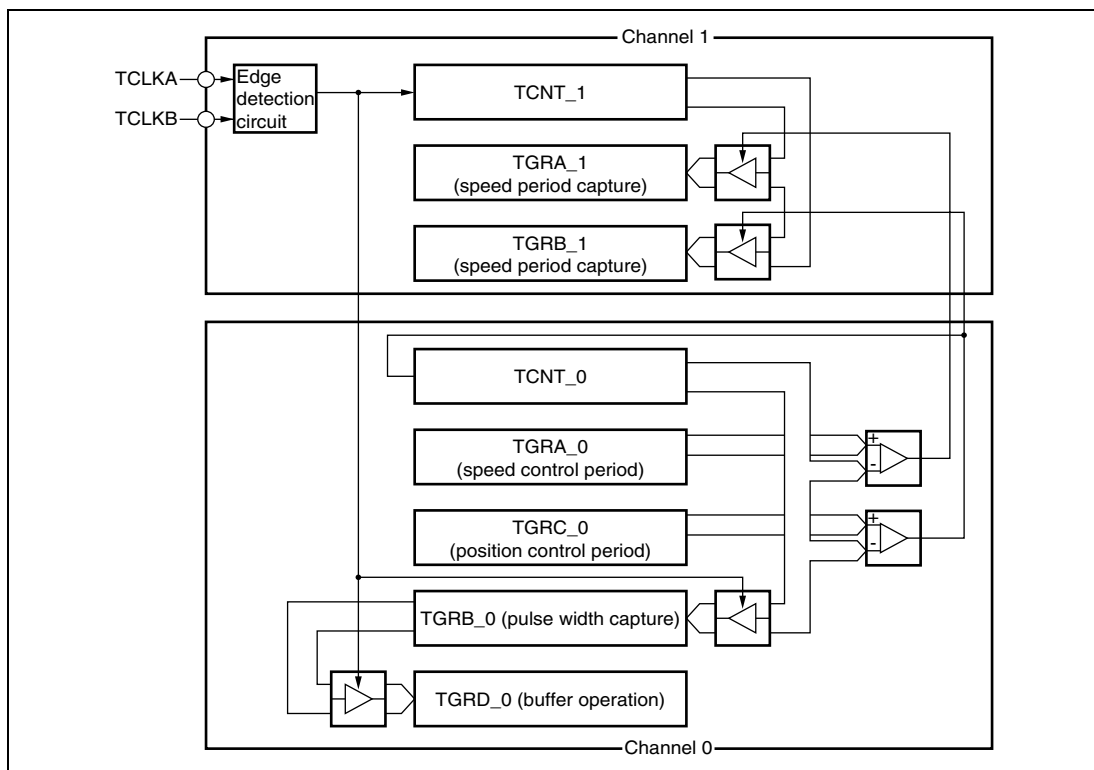 Channel 1
TCLKA
TCLKB
Edge
detection
circuit
TCNT_1
TGRA_1
(speed period capture)
TGRB_1
(speed period capture)
TCNT_0
TGRA_0
(speed control period)
+
-
TGRC_0
(position control period)
+
-
TGRB_0 (pulse width capture)
TGRD_0 (buffer operation)
Channel 0